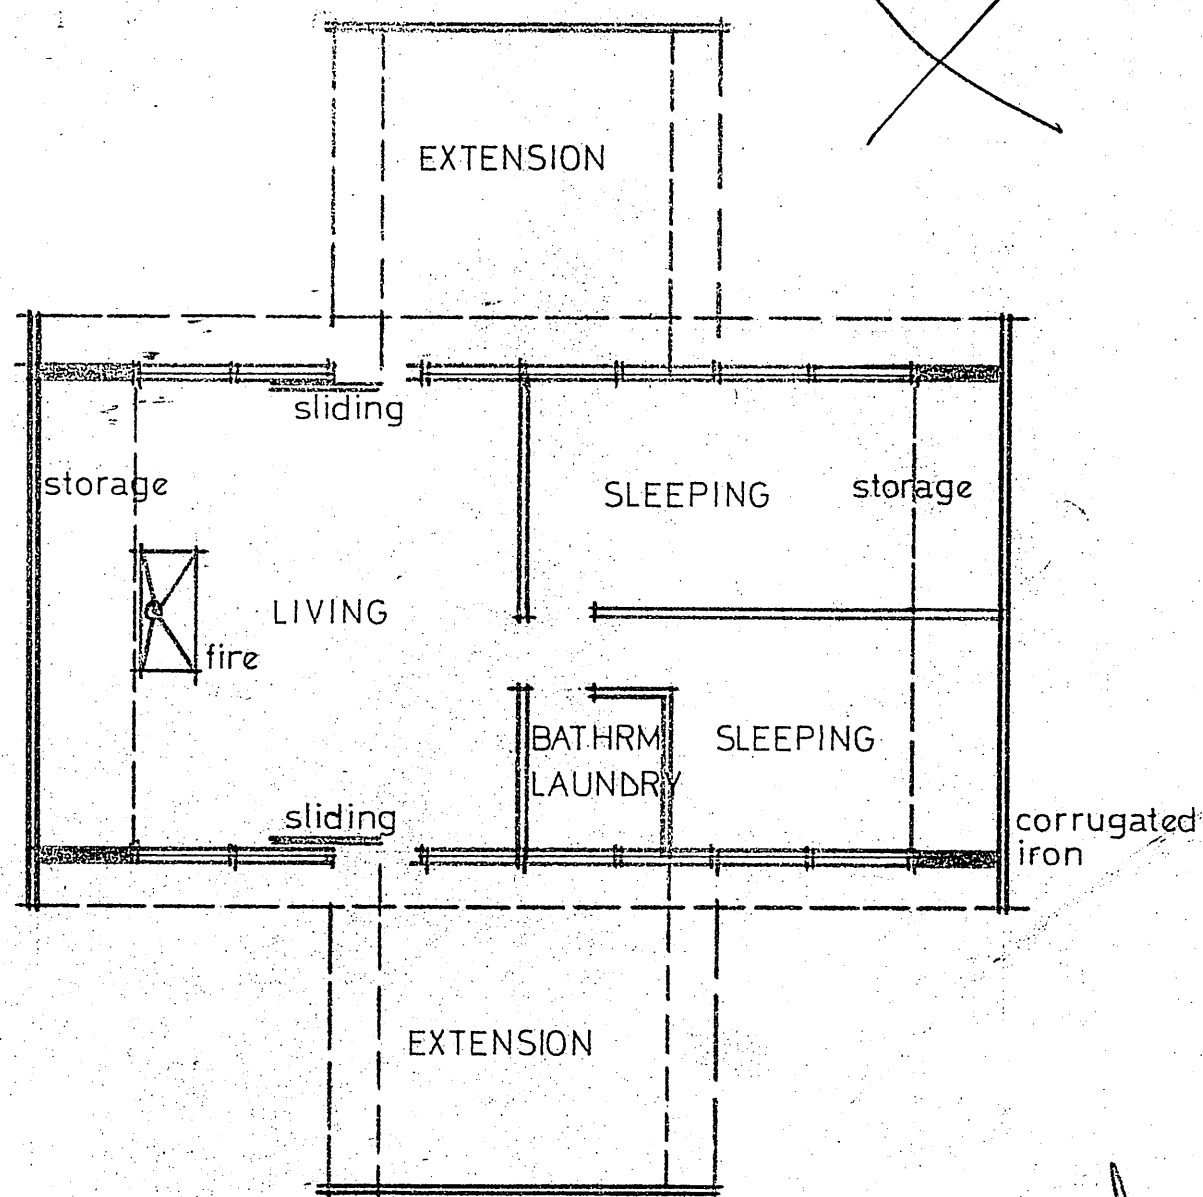 EXTENSION
sliding
storage
SLEEPING
storage
LIVING
fire
BATHRM
LAUNDRY
SLEEPING
sliding
corrugated
iron
EXTENSION